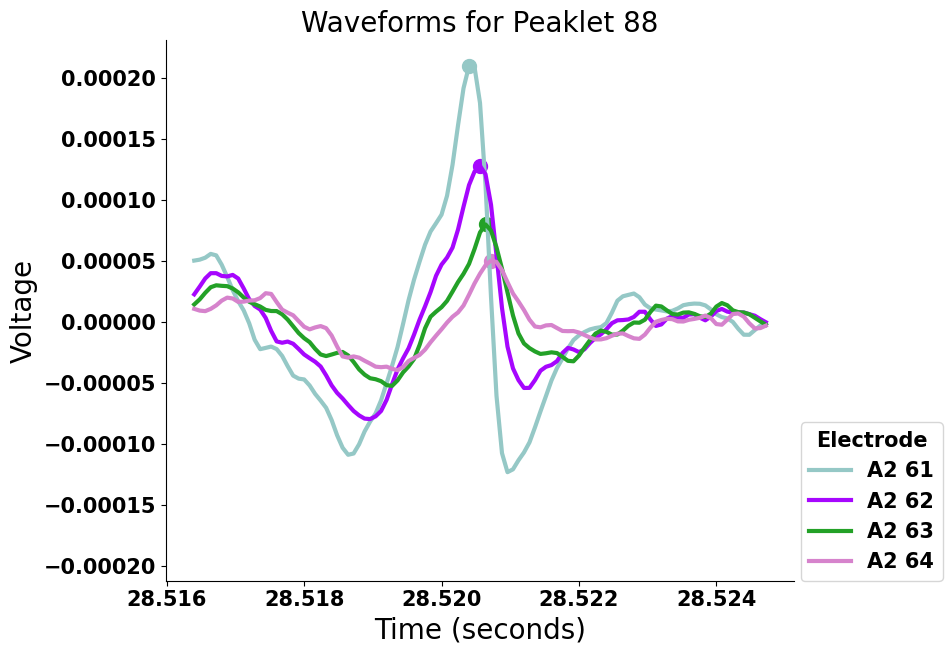 Waveforms for Peaklet 88
Voltage
0.00020
0.00015
0.00010
0.00005
0.00000
−0.00005
−0.00010
−0.00015
−0.00020
28.516 28.518 28.520 28.522 28.524
Time (seconds)
Electrode
A2 61
A2 62
A2 63
A2 64